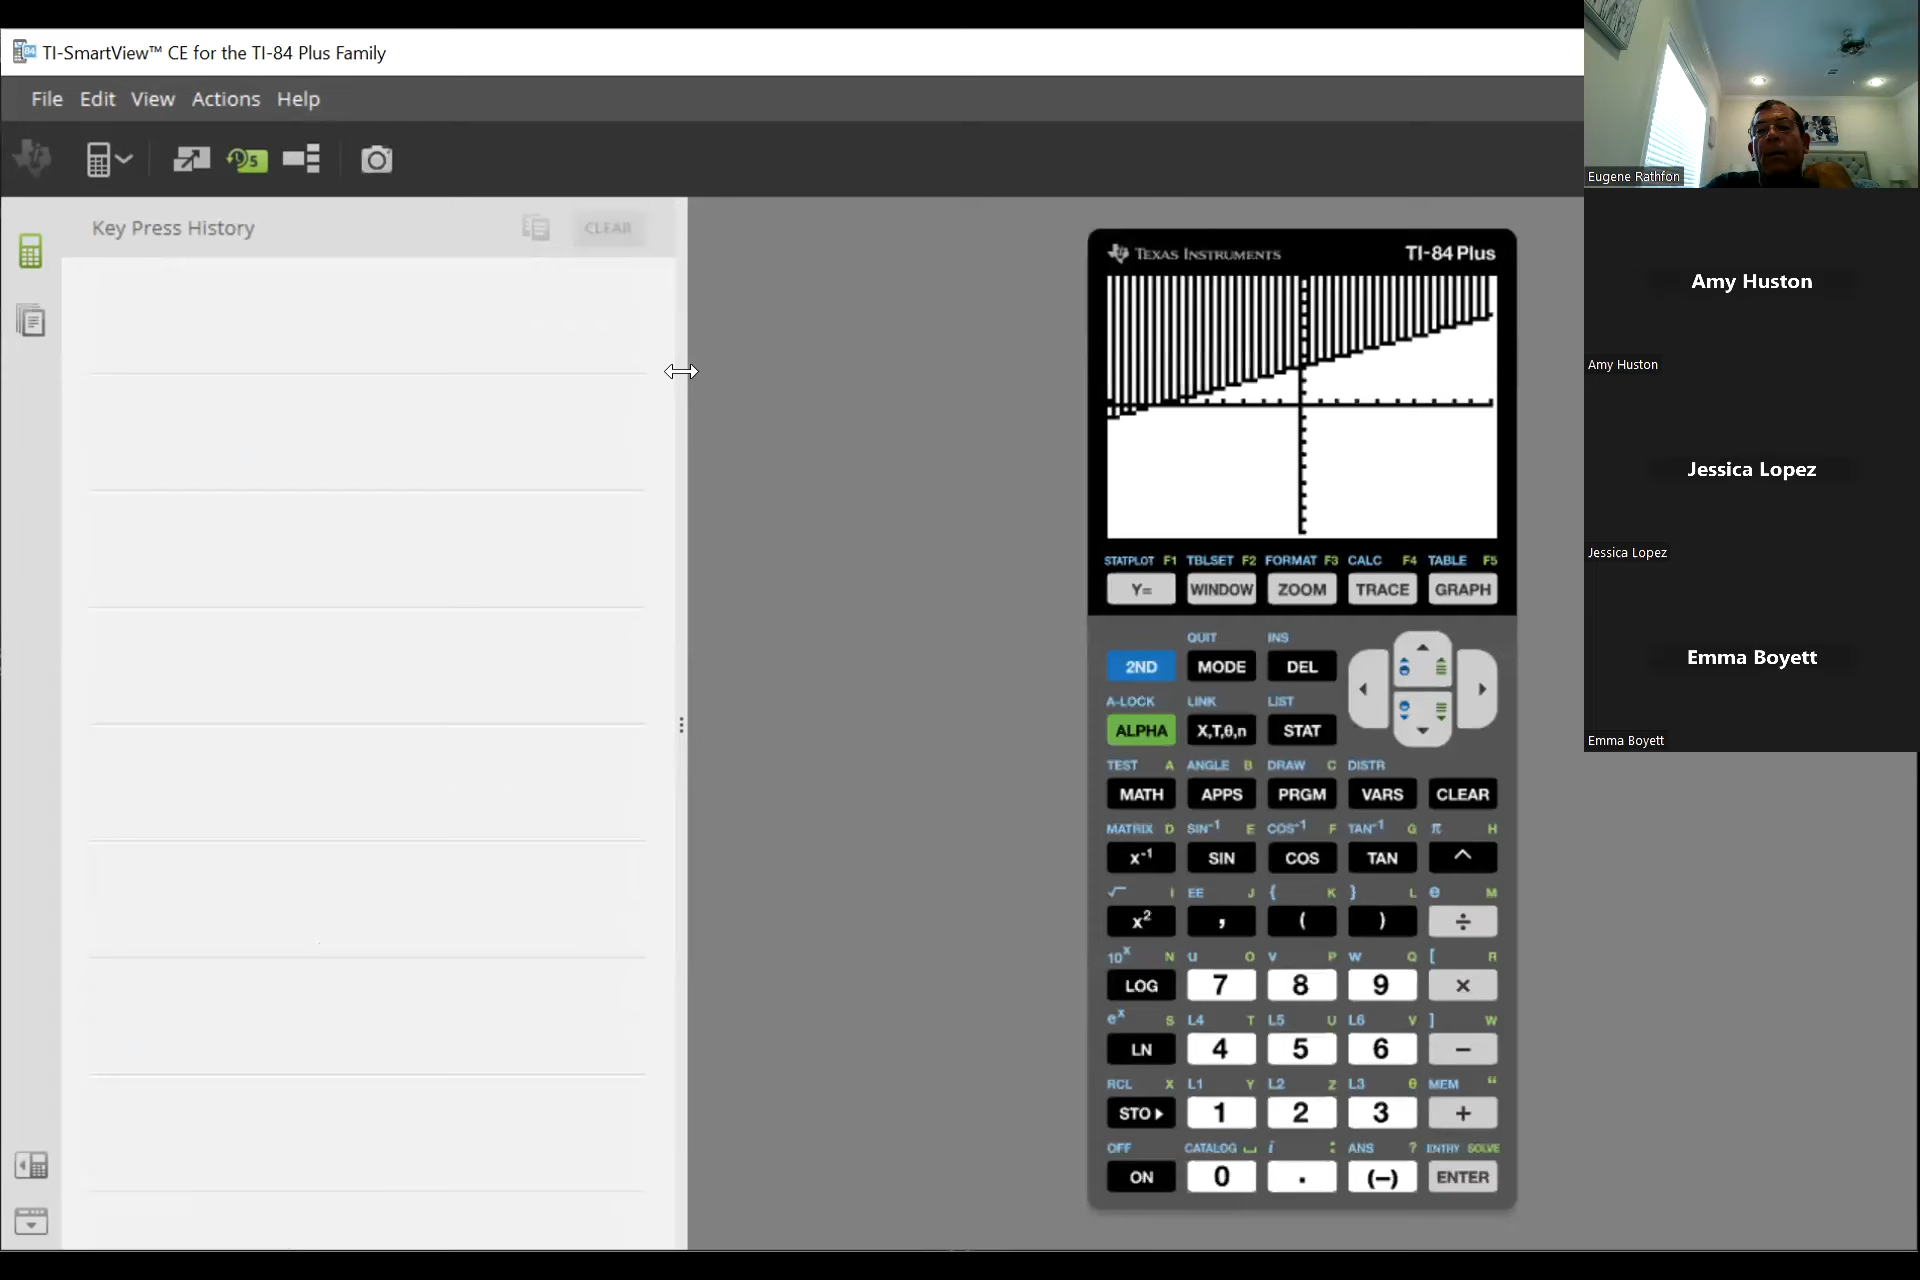 TI-SmartView™ CE for the TI-84 Plus Family
File Edit View Actions Help
5
Key Press History
CLEAR
TEXAS INSTRUMENTS TI-84 Plus
STATPLOT F1 TBLSET F2 FORMAT F3 CALC F4 TABLE F5
Y= WINDOW ZOOM TRACE GRAPH
QUIT INS
2ND MODE DEL
A-LOCK LINK LIST
ALPHA X,T,θ,n STAT
TEST A ANGLE B DRAW C DISTR
MATH APPS PRGM VARS CLEAR
MATRIX D SIN⁻¹ E COS⁻¹ F TAN⁻¹ G π H
x⁻¹ SIN COS TAN ^
√ I EE J { K } L e M
x² , ( ) ÷
10ˣ N u O v P w Q [ R
LOG 7 8 9 ×
eˣ S L4 T L5 U L6 V ] W
LN 4 5 6 −
RCL X L1 Y L2 Z L3 θ MEM "
STO▸ 1 2 3 +
OFF CATALOG ⎵ i : ANS ? ENTRY SOLVE
ON 0 . (−) ENTER
Eugene Rathfon
Amy Huston
Amy Huston
Jessica Lopez
Jessica Lopez
Emma Boyett
Emma Boyett